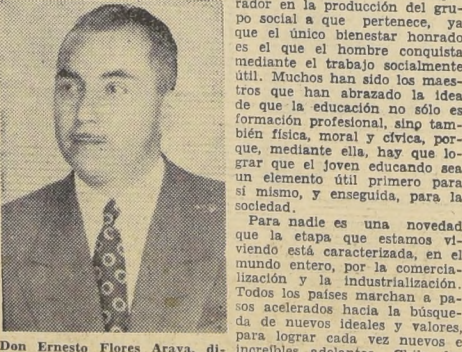 rador en la producción del gru-
po social a que pertenece, ya
que el único bienestar honrado
es el que el hombre conquista
mediante el trabajo socialmente
útil. Muchos han sido los maes-
tros que han abrazado la idea
de que la educación no sólo es
formación profesional, sino tam-
bién física, moral y cívica, por-
que, mediante ella, hay que lo-
grar que el joven educando sea
un elemento útil primero para
si mismo, y enseguida, para la
sociedad.
Para nadie es una novedad
que la etapa que estamos vi-
viendo está caracterizada, en el
mundo entero, por la comercia-
lización y la industrialización.
Todos los países marchan a pa-
sos acelerados hacia la búsque-
da de nuevos ideales y valores,
para lograr cada vez nuevos e
increíbles adelantos
Don Ernesto Flores Araya, di-